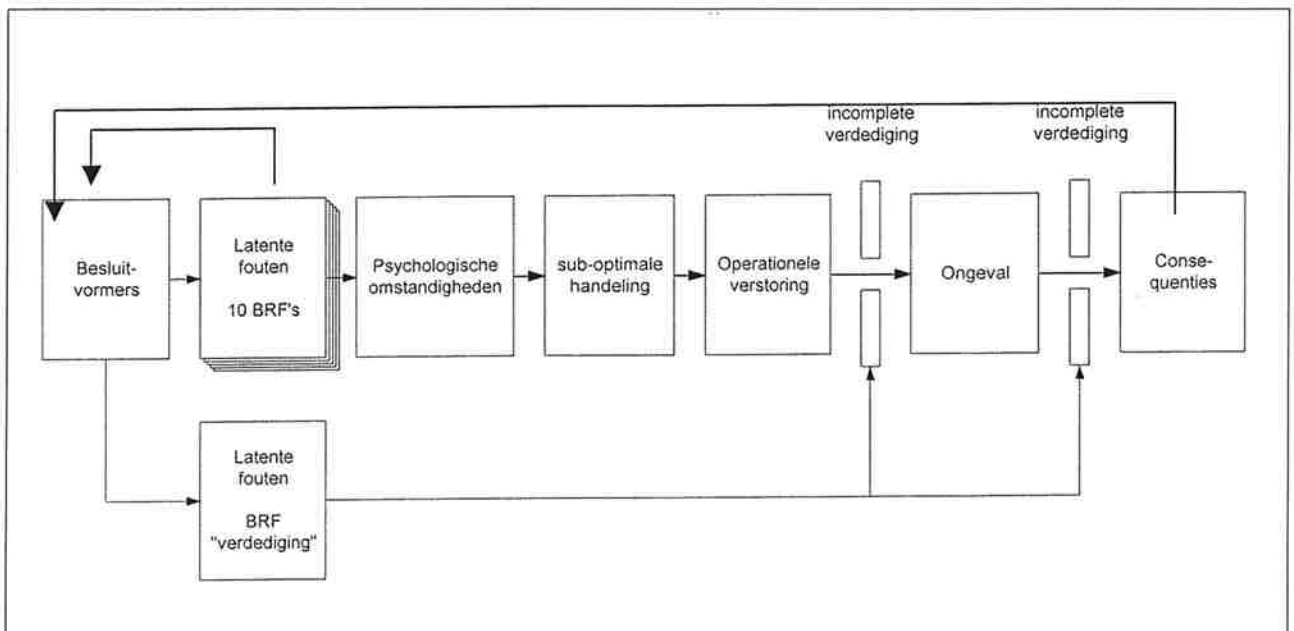 incomplete
verdediging
incomplete
verdediging
Besluit-
vormers
Latente
fouten
10 BRF's
Psychologische
omstandigheden
sub-optimale
handeling
Operationele
verstoring
Ongeval
Conse-
quenties
Latente
fouten
BRF
"verdediging"